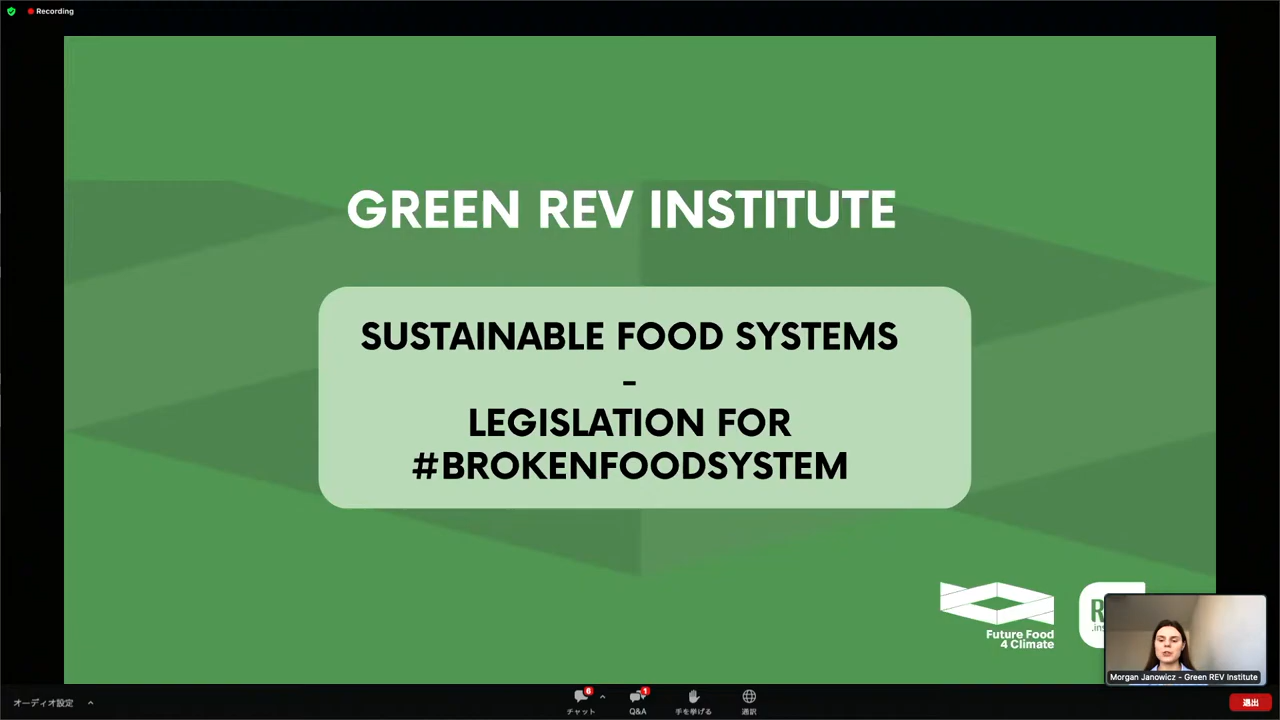 Recording
GREEN REV INSTITUTE
SUSTAINABLE FOOD SYSTEMS
-
LEGISLATION FOR
#BROKENFOODSYSTEM
Future Food
4 Climate
Morgan Janowicz - Green REV Institute
オーディオ設定
6
チャット
1
Q&A
手を挙げる
通訳
退出